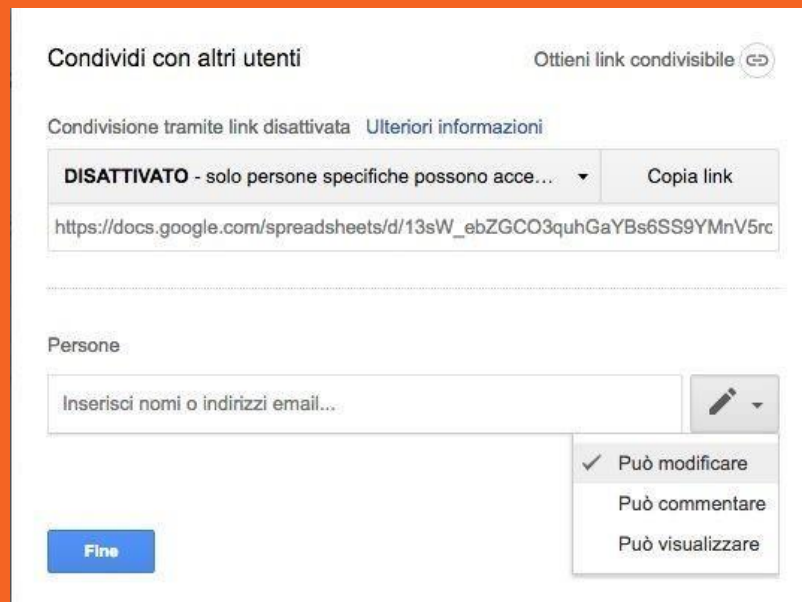 Condividi con altri utenti
Ottieni link condivisibile
Condivisione tramite link disattivata Ulteriori informazioni
DISATTIVATO - solo persone specifiche possono acce...
Copia link
https://docs.google.com/spreadsheets/d/13sW_ebZGCO3quhGaYBs6SS9YMnV5rc
Persone
Inserisci nomi o indirizzi email...
Può modificare
Può commentare
Può visualizzare
Fine